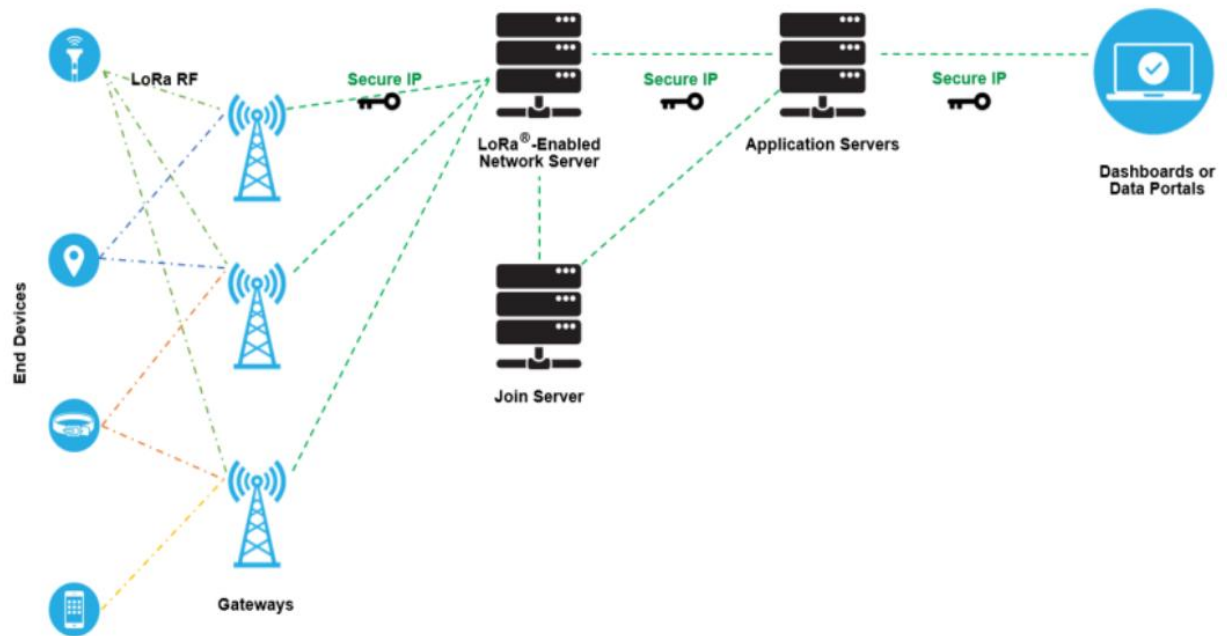 LoRa RF
Secure IP
Secure IP
Secure IP
LoRa®-Enabled
Network Server
Application Servers
Dashboards or
Data Portals
End Devices
Join Server
Gateways